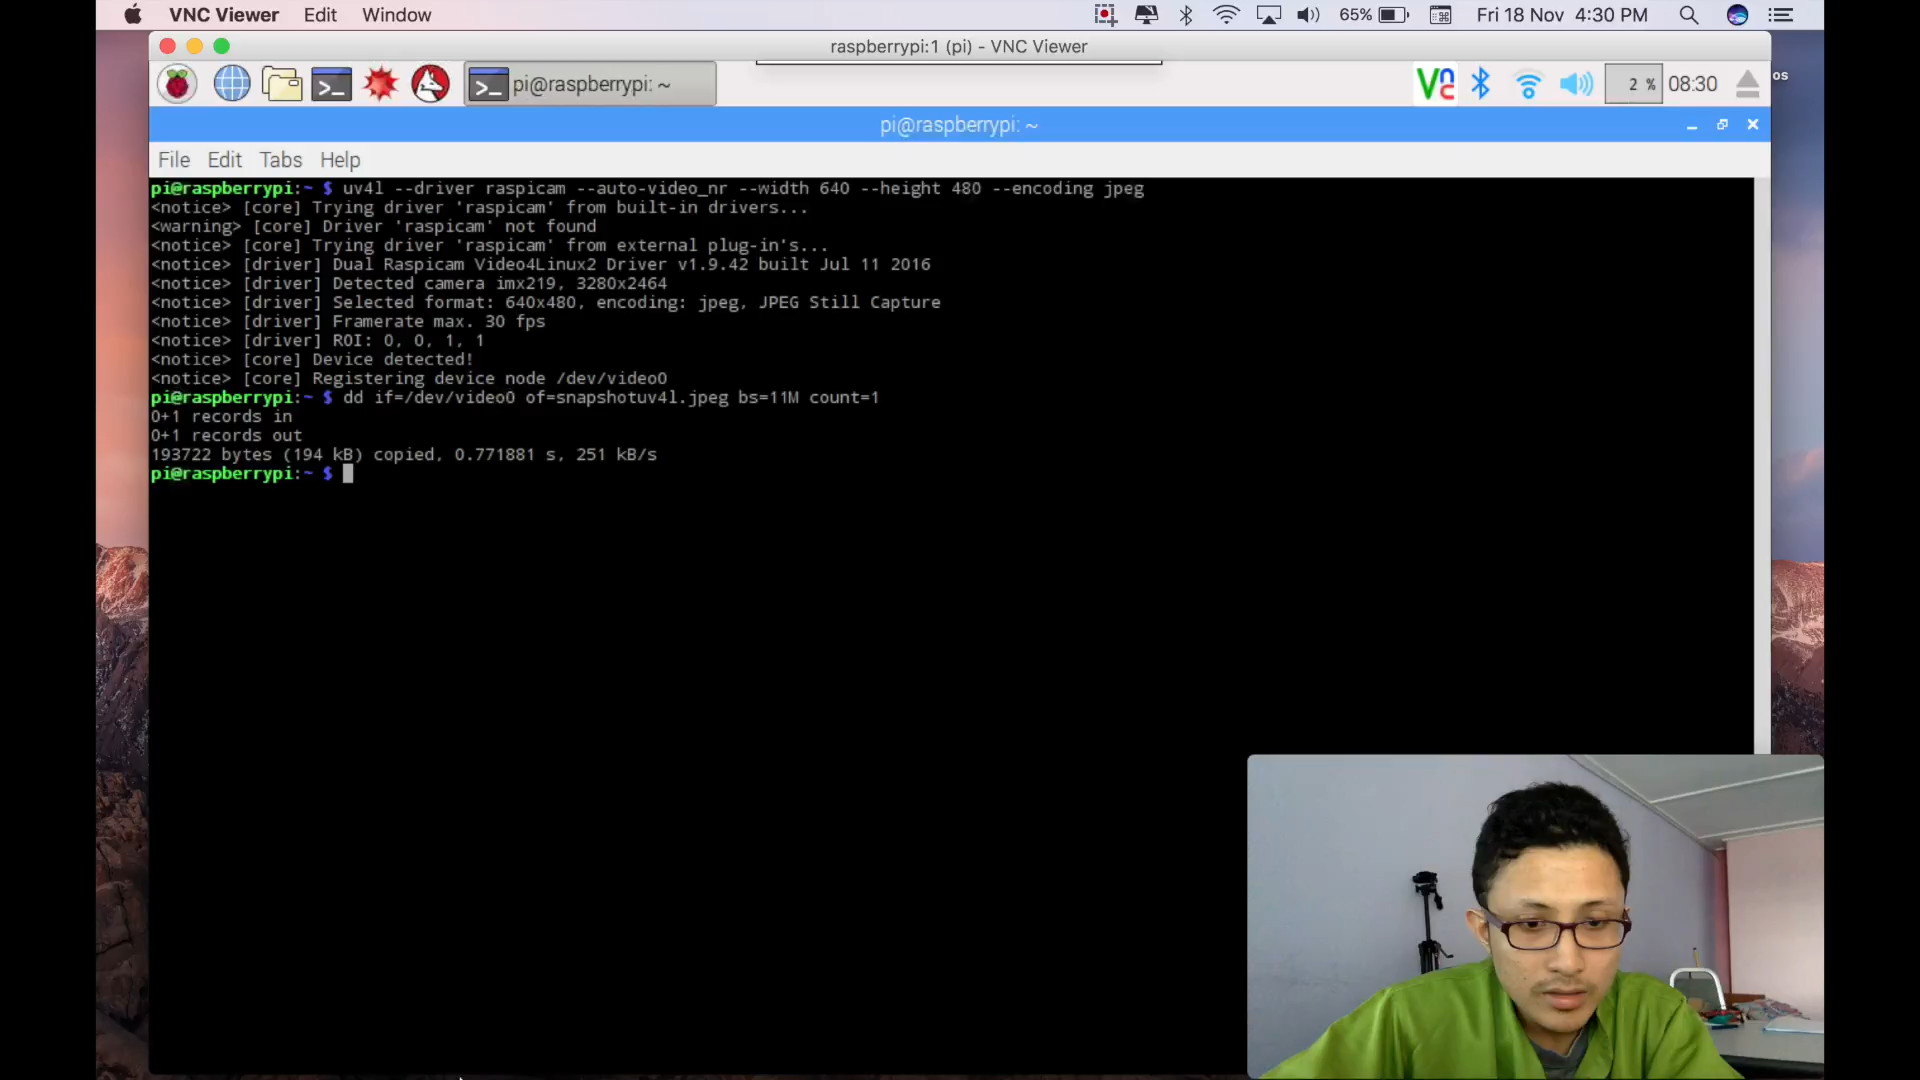 VNC Viewer Edit Window 65% Fri 18 Nov 4:30 PM
raspberrypi:1 (pi) - VNC Viewer
pi@raspberrypi: ~ VNC 2 % 08:30 os
pi@raspberrypi: ~
File Edit Tabs Help
pi@raspberrypi:~ $ uv4l --driver raspicam --auto-video_nr --width 640 --height 480 --encoding jpeg
<notice> [core] Trying driver 'raspicam' from built-in drivers...
<warning> [core] Driver 'raspicam' not found
<notice> [core] Trying driver 'raspicam' from external plug-in's...
<notice> [driver] Dual Raspicam Video4Linux2 Driver v1.9.42 built Jul 11 2016
<notice> [driver] Detected camera imx219, 3280x2464
<notice> [driver] Selected format: 640x480, encoding: jpeg, JPEG Still Capture
<notice> [driver] Framerate max. 30 fps
<notice> [driver] ROI: 0, 0, 1, 1
<notice> [core] Device detected!
<notice> [core] Registering device node /dev/video0
pi@raspberrypi:~ $ dd if=/dev/video0 of=snapshotuv4l.jpeg bs=11M count=1
0+1 records in
0+1 records out
193722 bytes (194 kB) copied, 0.771881 s, 251 kB/s
pi@raspberrypi:~ $